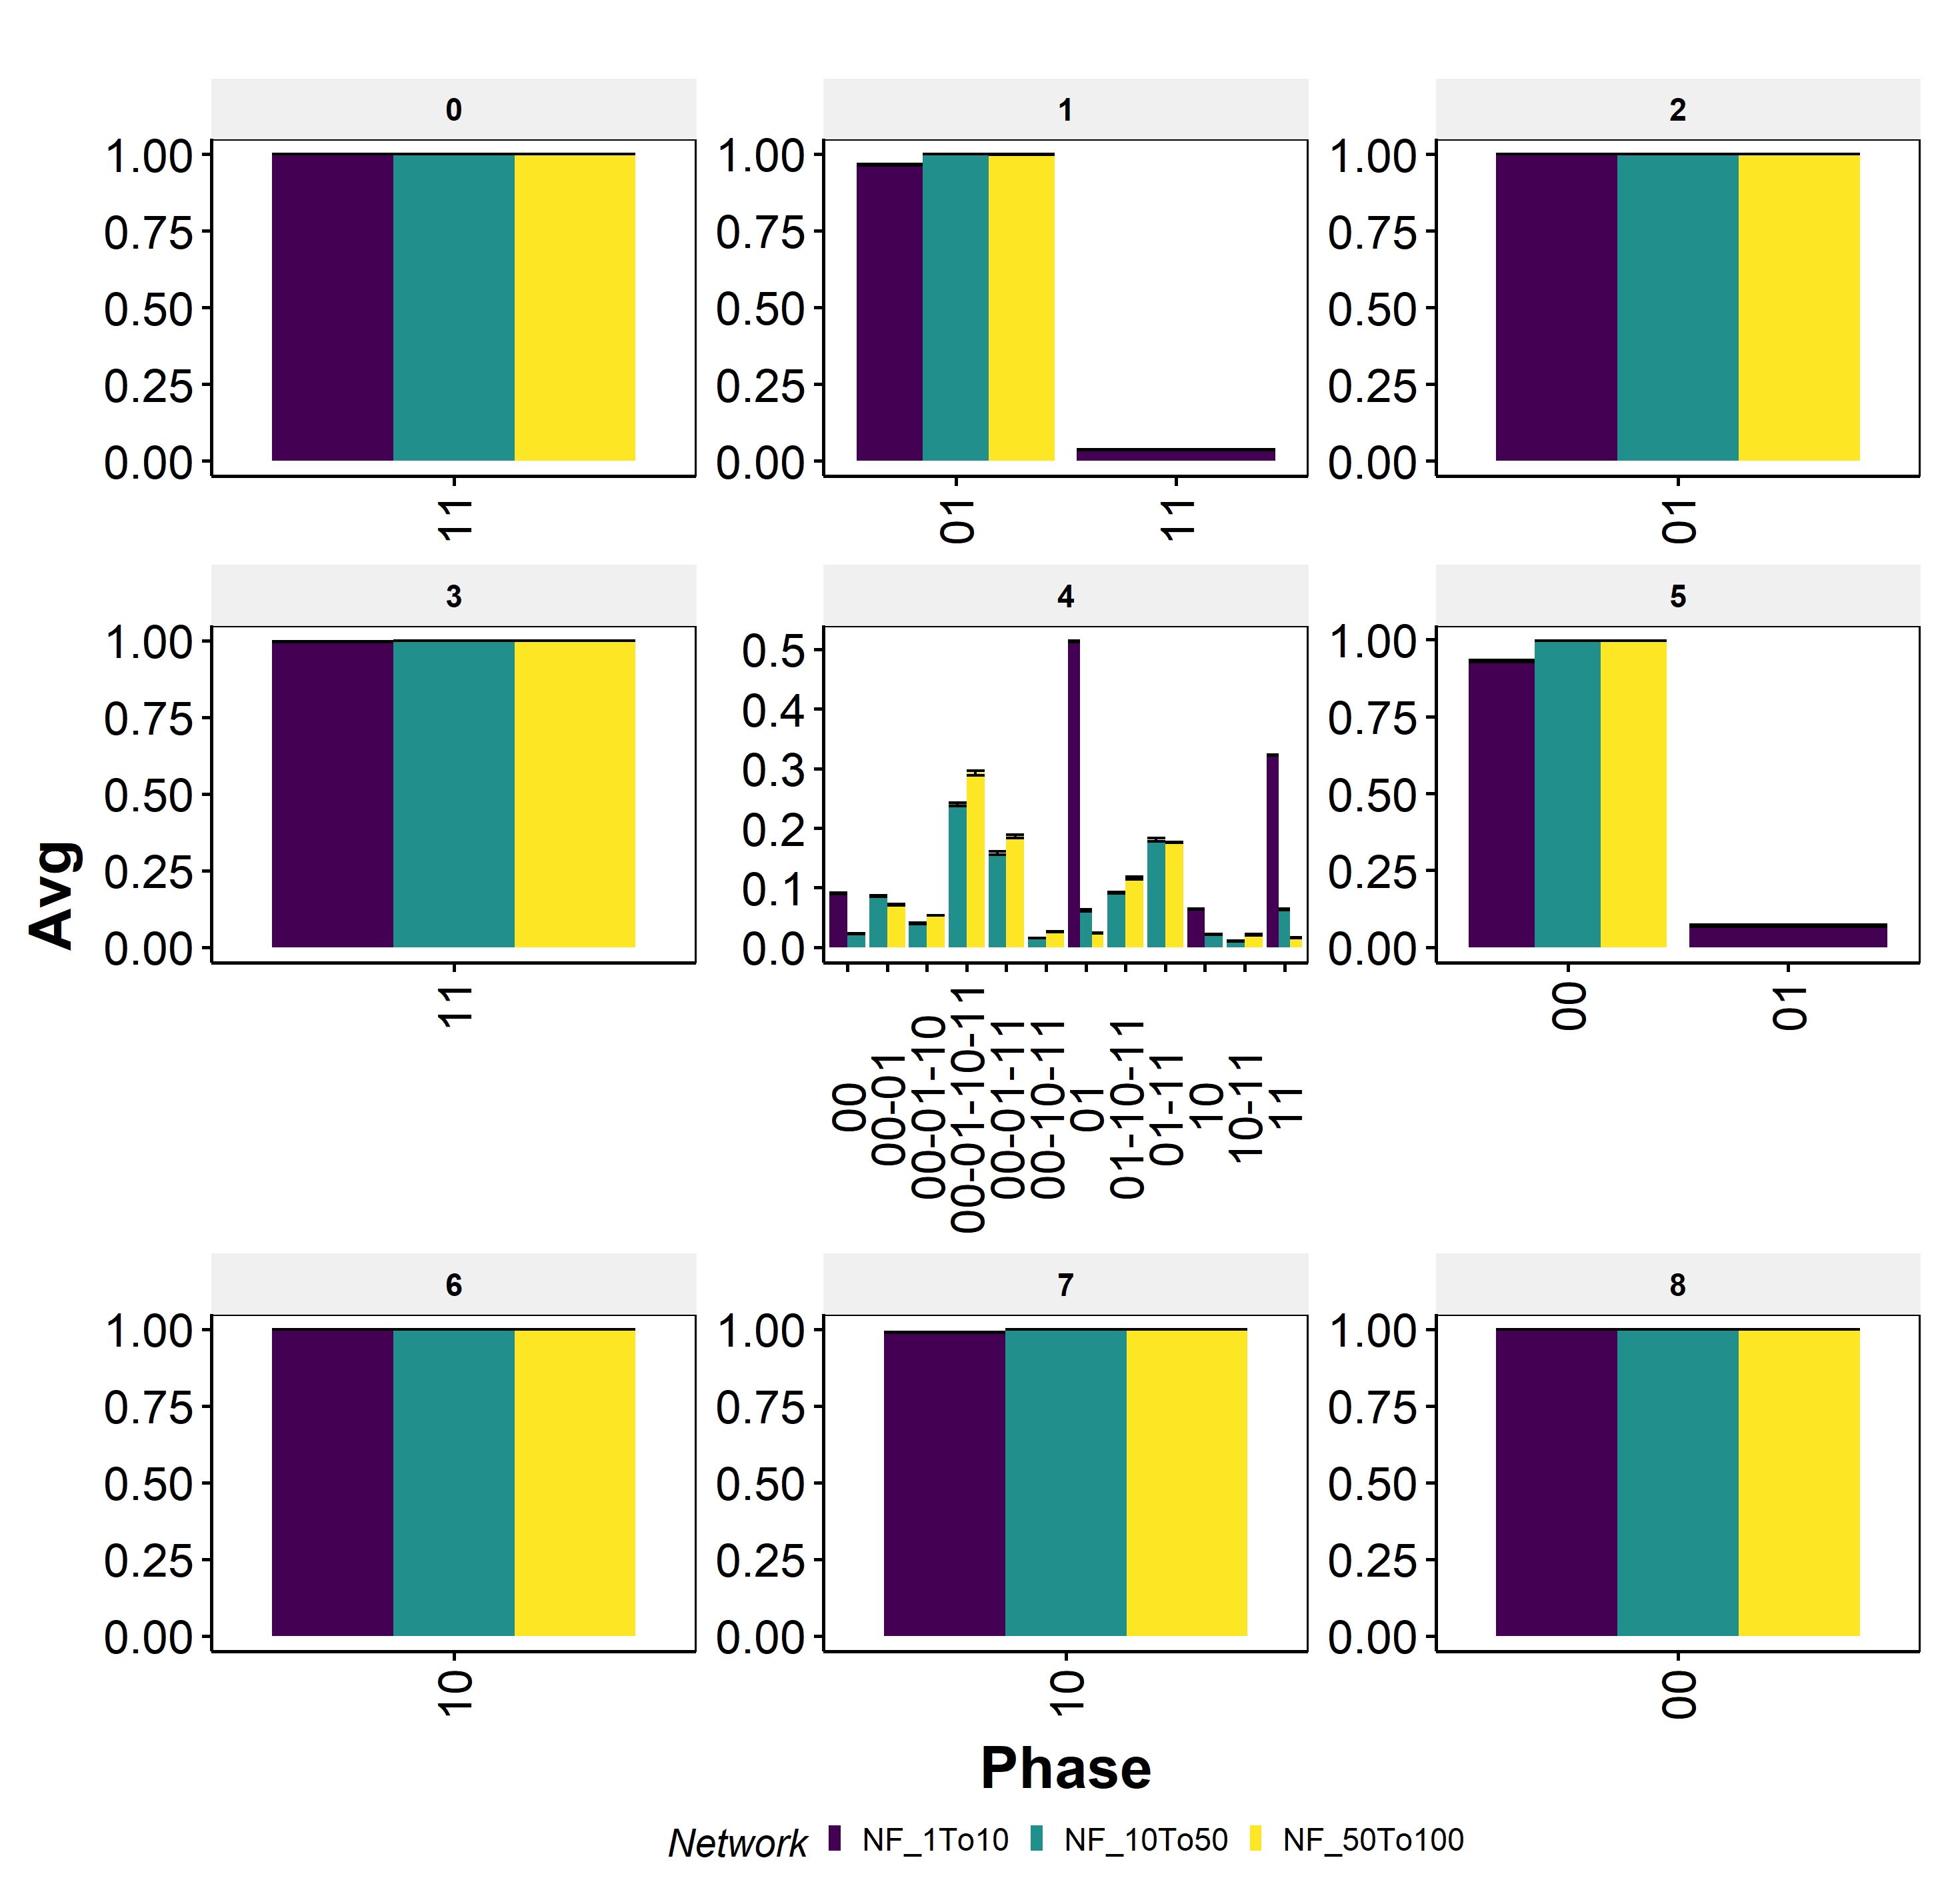 0 1 2
1.00 1.00 1.00
0.75 0.75 0.75
0.50 0.50 0.50
0.25 0.25 0.25
0.00 0.00 0.00
11 01 11 01
3 4 5
1.00 0.5 1.00
0.75 0.4 0.75
0.50 0.3 0.50
0.25 0.2 0.25
0.00 0.1 0.00
0.0
11 00 00-01 00-01-10 00-01-10-11 00-01-11 00-10-11 01 01-10-11 01-11 10 10-11 11 00 01
Avg
6 7 8
1.00 1.00 1.00
0.75 0.75 0.75
0.50 0.50 0.50
0.25 0.25 0.25
0.00 0.00 0.00
10 10 00
Phase
Network NF_1To10 NF_10To50 NF_50To100